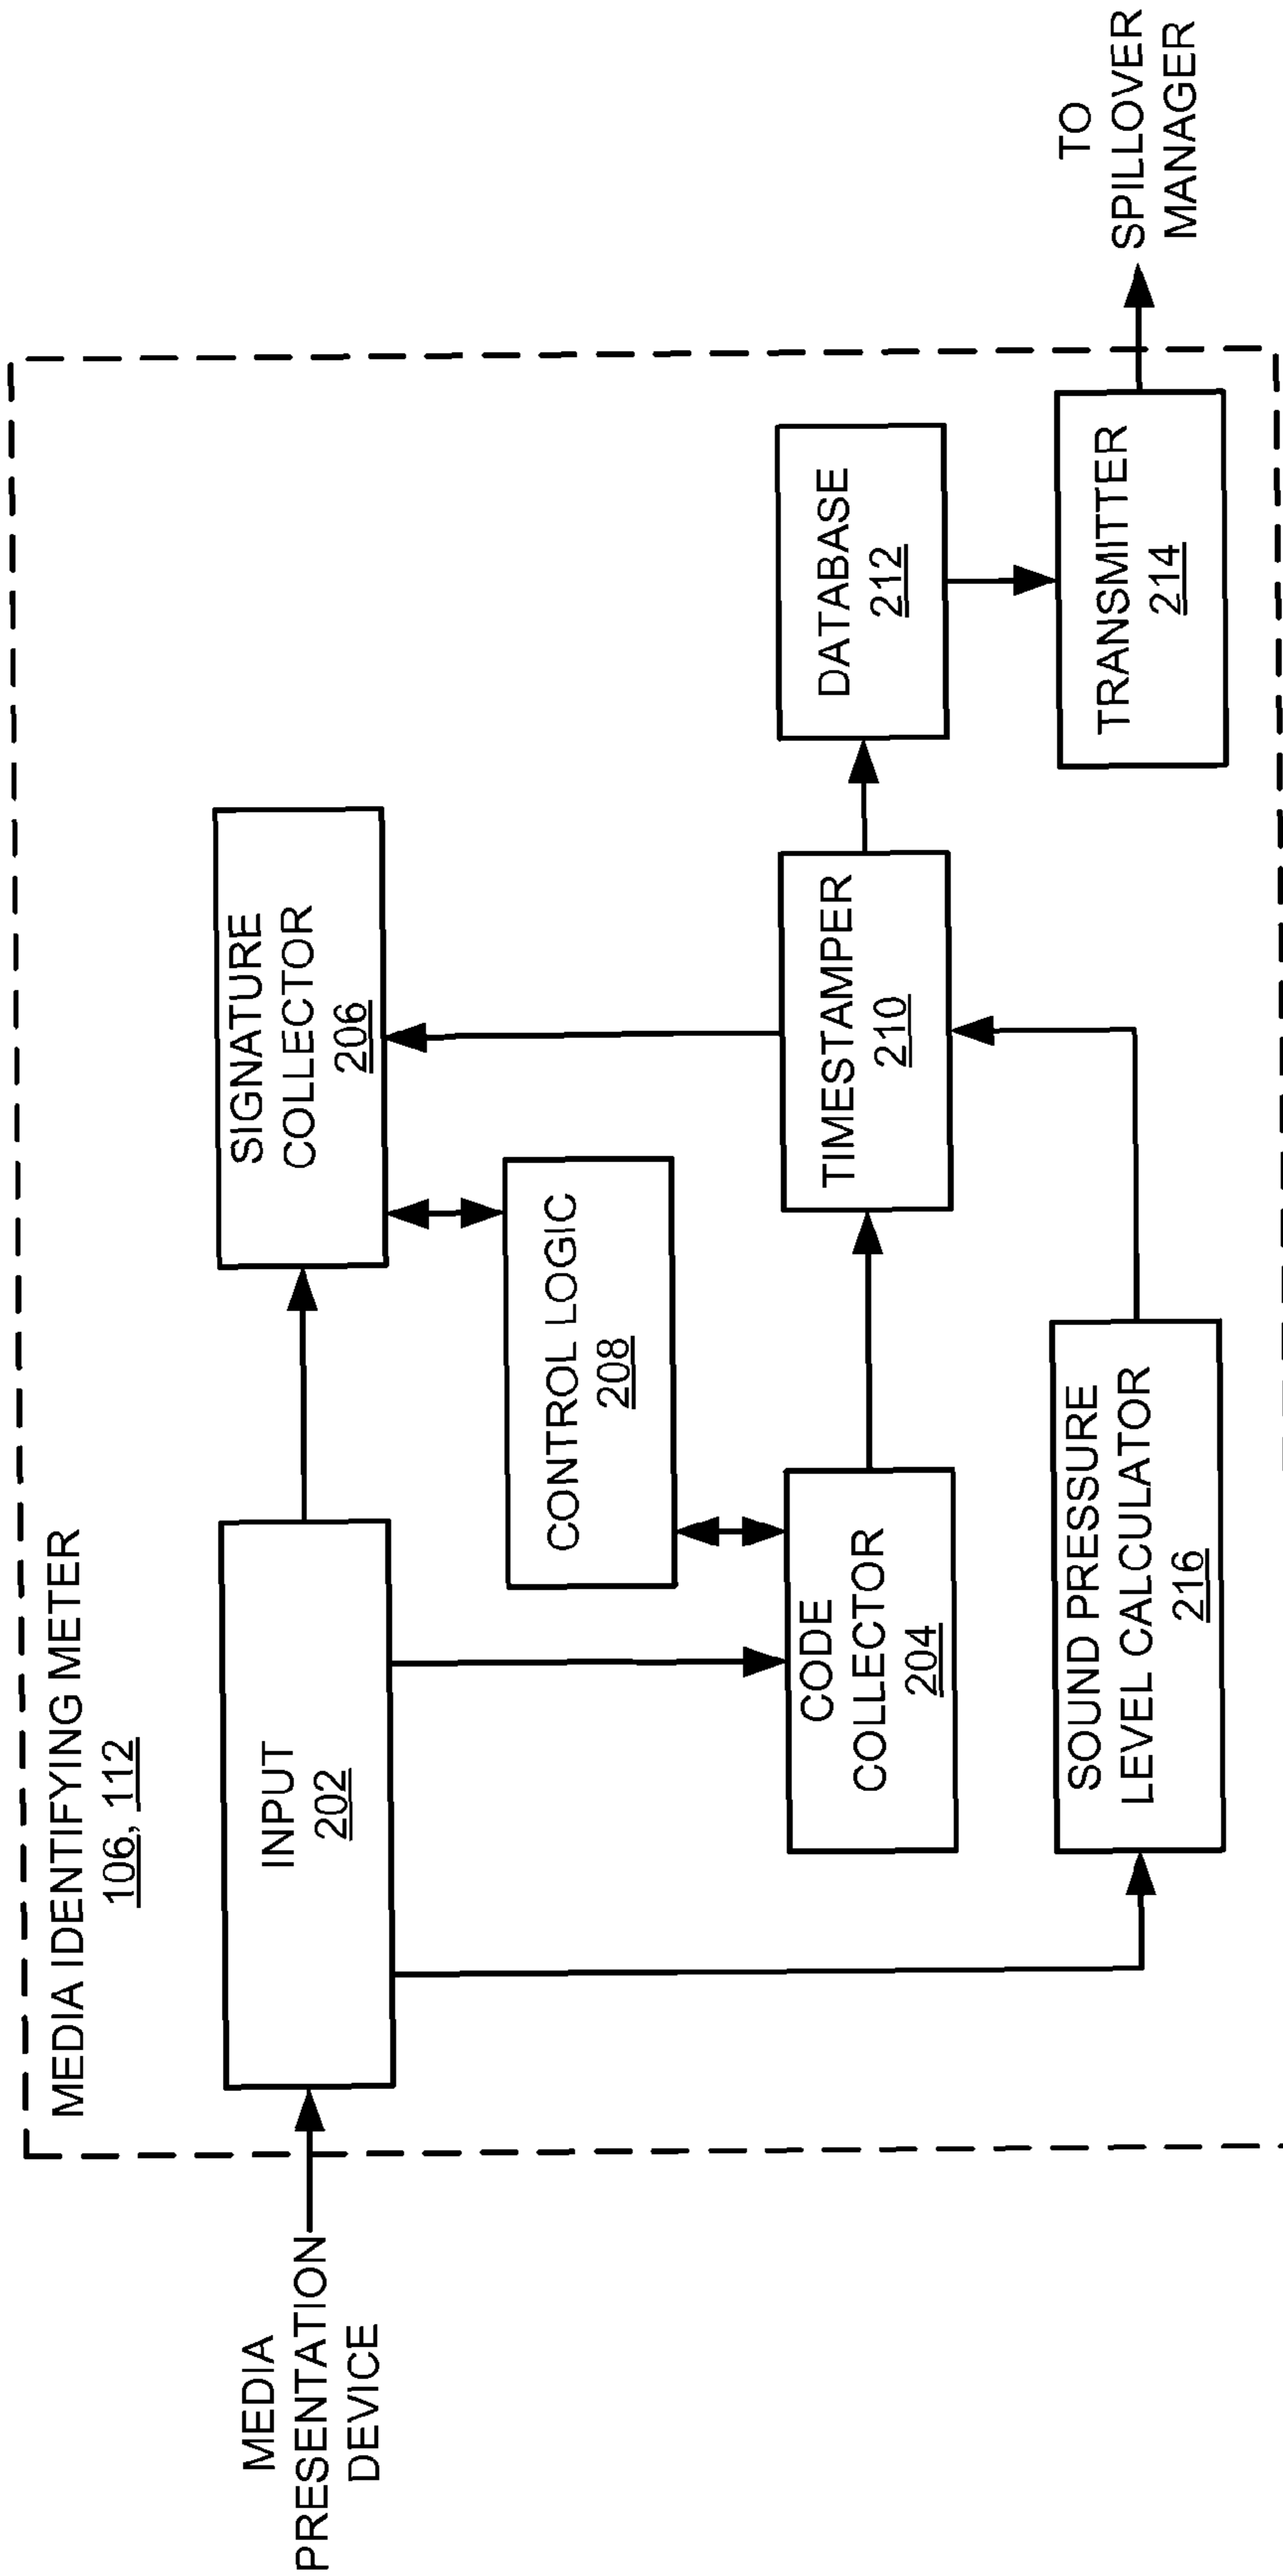 MEDIA IDENTIFYING METER
106, 112
MEDIA
PRESENTATION
DEVICE
INPUT
202
SIGNATURE
COLLECTOR
206
CONTROL LOGIC
208
CODE
COLLECTOR
204
TIMESTAMPER
210
DATABASE
212
SOUND PRESSURE
LEVEL CALCULATOR
216
TRANSMITTER
214
TO
SPILLOVER
MANAGER